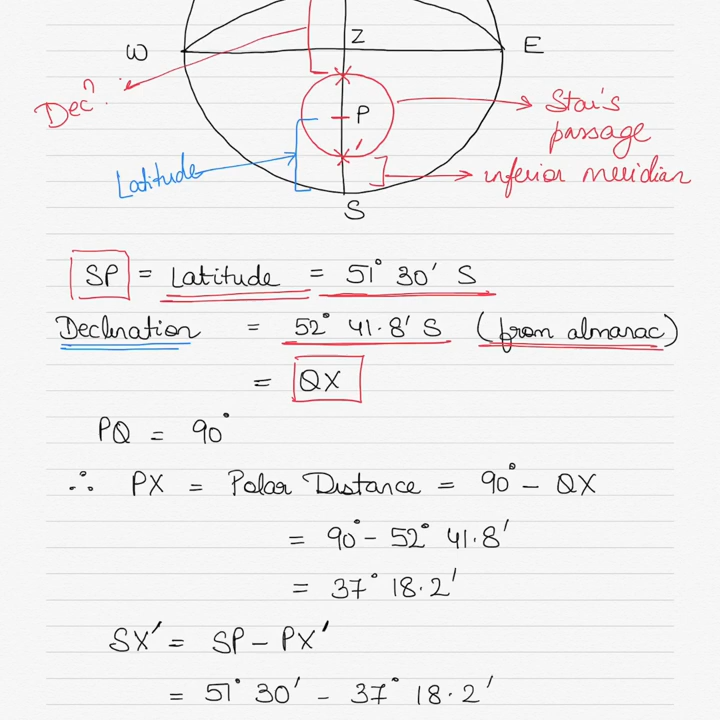 Z
W
E
Decⁿ.
P
Star's
passage
Latitude
inferior meridian
S
SP = Latitude = 51° 30' S
Declination = 52° 41.8' S (from almanac)
= QX
PQ = 90°
∴ PX = Polar Distance = 90° - QX
= 90° - 52° 41.8'
= 37° 18.2'
SX' = SP - PX'
= 51° 30' - 37° 18.2'